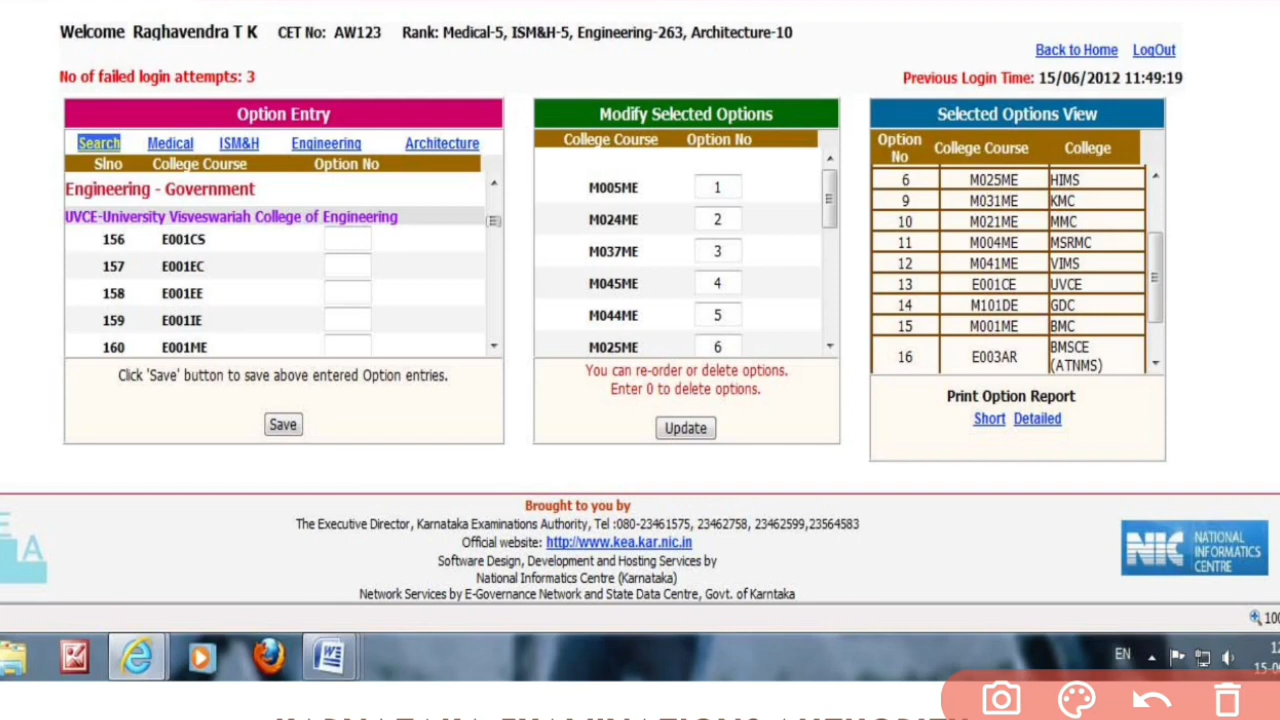 Welcome Raghavendra T K CET No: AW123 Rank: Medical-5, ISM&H-5, Engineering-263, Architecture-10
Back to Home LogOut
No of failed login attempts: 3
Previous Login Time: 15/06/2012 11:49:19
Option Entry
Search Medical ISM&H Engineering Architecture
Slno College Course Option No
Engineering - Government
UVCE-University Visveswariah College of Engineering
156 E001CS
157 E001EC
158 E001EE
159 E001IE
160 E001ME
Click 'Save' button to save above entered Option entries.
Save
Modify Selected Options
College Course Option No
M005ME 1
M024ME 2
M037ME 3
M045ME 4
M044ME 5
M025ME 6
You can re-order or delete options.
Enter 0 to delete options.
Update
Selected Options View
Option No College Course College
6 M025ME HIMS
9 M031ME KMC
10 M021ME MMC
11 M004ME MSRMC
12 M041ME VIMS
13 E001CE UVCE
14 M101DE GDC
15 M001ME BMC
16 E003AR BMSCE (ATNMS)
Print Option Report
Short Detailed
Brought to you by
The Executive Director, Karnataka Examinations Authority, Tel :080-23461575, 23462758, 23462599,23564583
Official website: http://www.kea.kar.nic.in
Software Design, Development and Hosting Services by
National Informatics Centre (Karnataka)
Network Services by E-Governance Network and State Data Centre, Govt. of Karntaka
E
A
NIC NATIONAL
INFORMATICS
CENTRE
100
EN
12
15-0
KARNATAKA EXAMINATIONS AUTHORITY